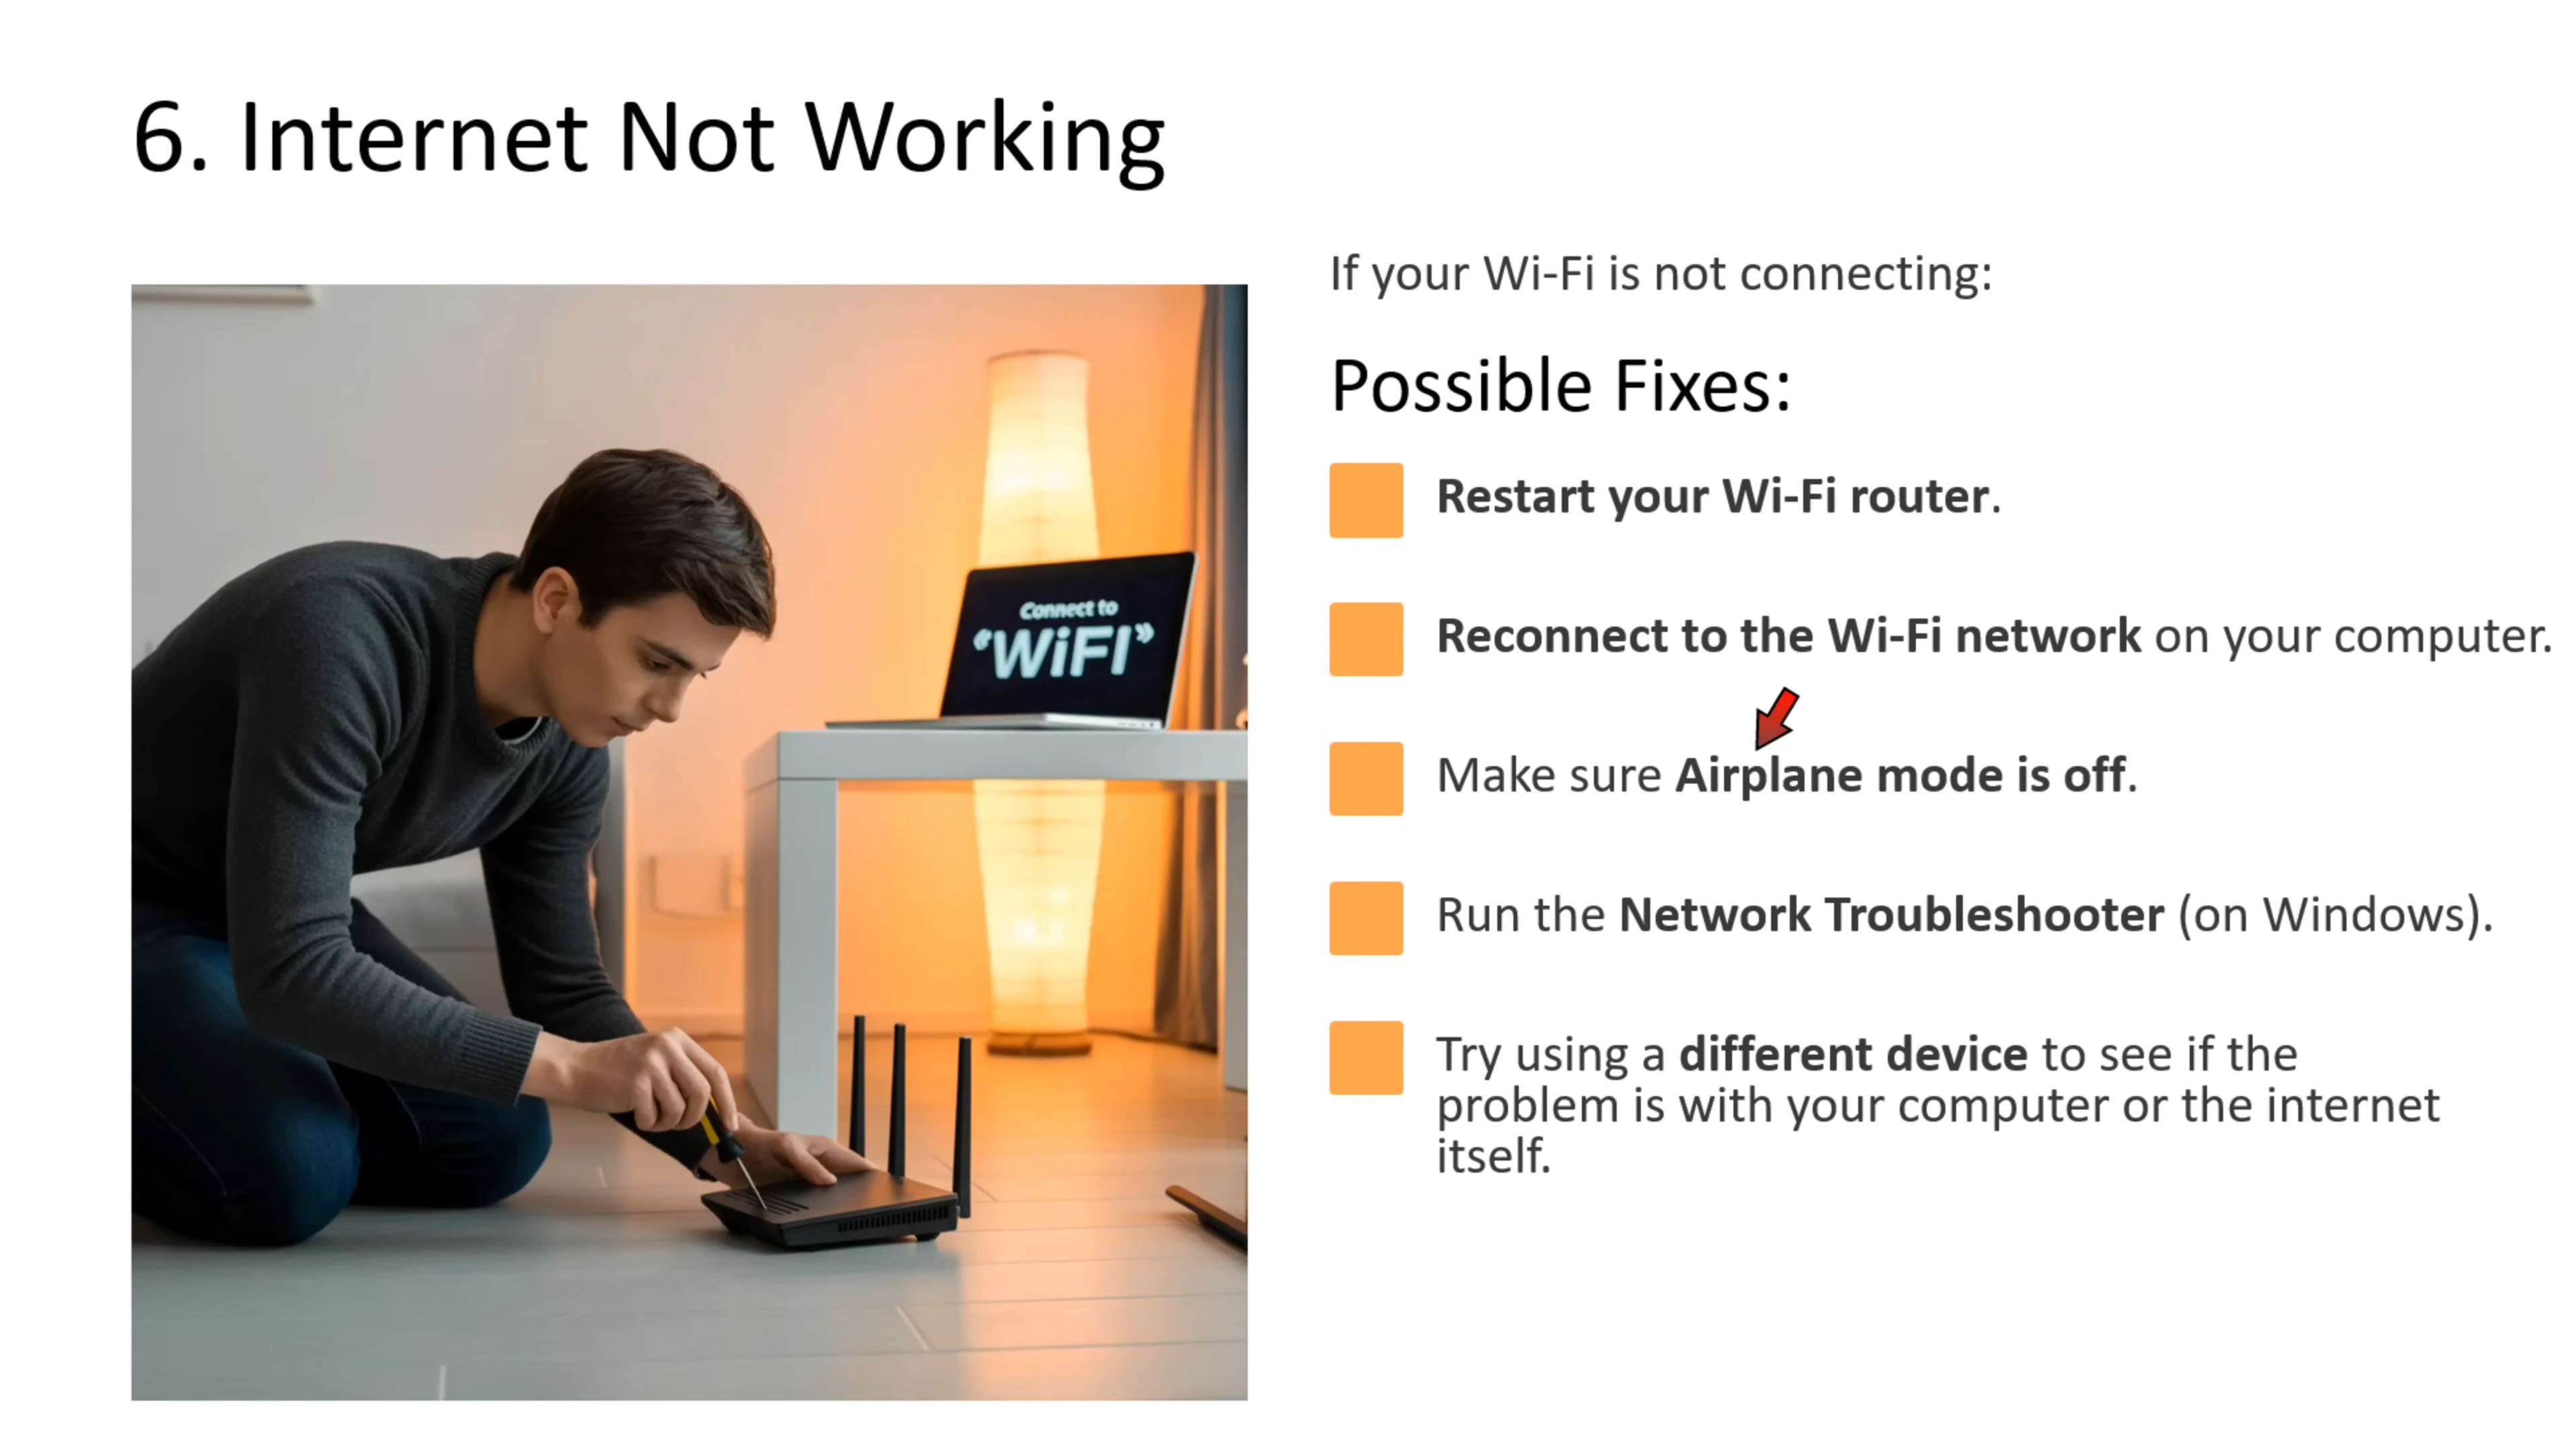 6. Internet Not Working
If your Wi-Fi is not connecting:
Possible Fixes:
Restart your Wi-Fi router.
Reconnect to the Wi-Fi network on your computer.
Make sure Airplane mode is off.
Run the Network Troubleshooter (on Windows).
Try using a different device to see if the
problem is with your computer or the internet
itself.
Connect to
“WiFI”